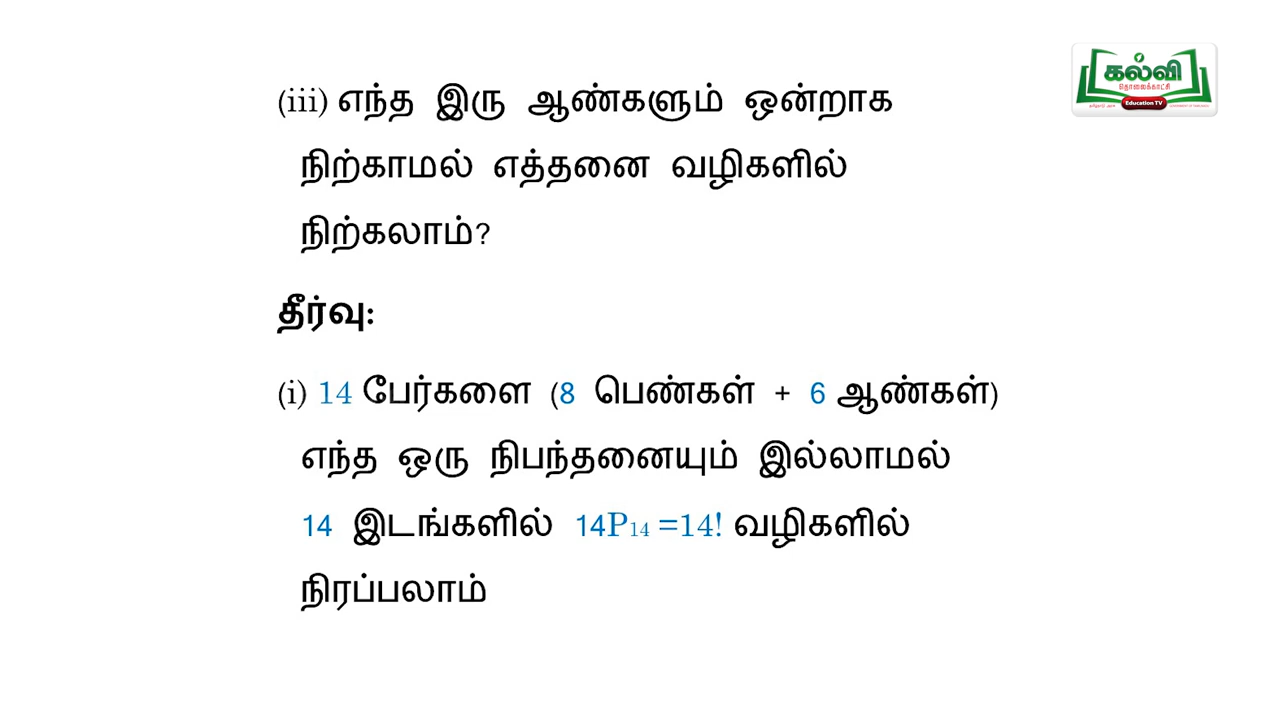 கல்வி
தொலைக்காட்சி
Education TV
(iii) எந்த இரு ஆண்களும் ஒன்றாக
நிற்காமல் எத்தனை வழிகளில்
நிற்கலாம்?
தீர்வு:
(i) 14 பேர்களை (8 பெண்கள் + 6 ஆண்கள்)
எந்த ஒரு நிபந்தனையும் இல்லாமல்
14 இடங்களில் 14P₁₄ =14! வழிகளில்
நிரப்பலாம்